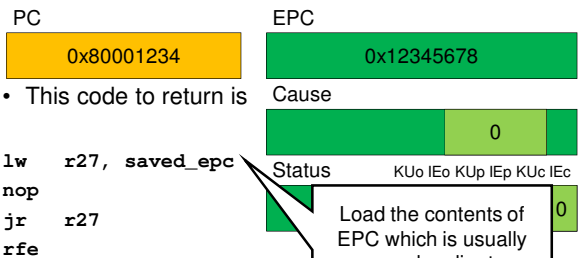 PC
EPC
0x80001234
0x12345678
• This code to return is
Cause
0
lw r27, saved_epc
Status
KUo IEo KUp IEp KUc IEc
nop
0
jr r27
rfe
Load the contents of
EPC which is usually